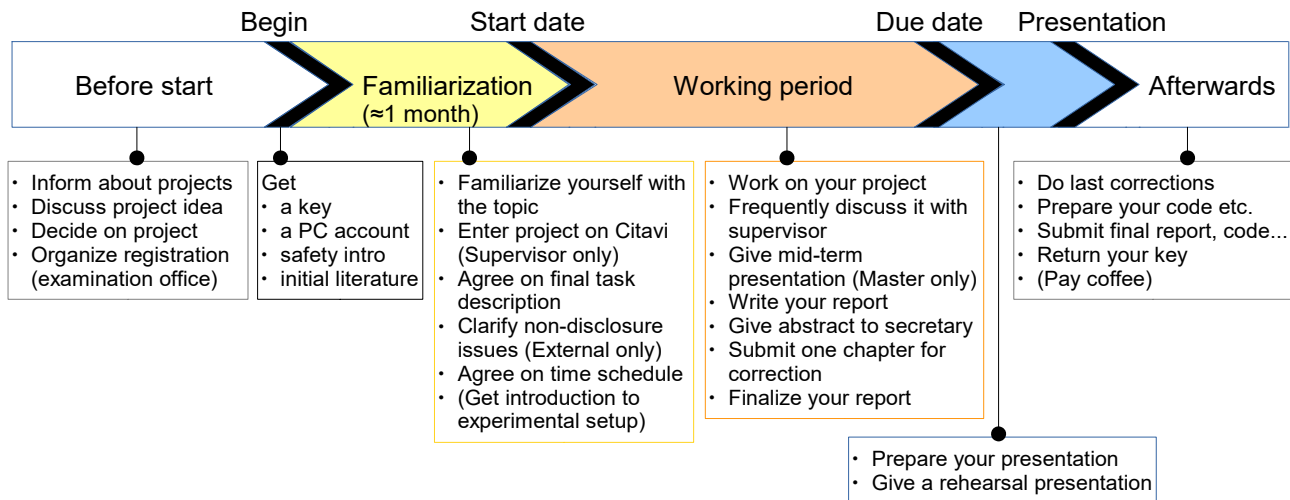 Begin
Start date
Due date
Presentation
Before start
Familiarization
(≈1 month)
Working period
Afterwards
• Inform about projects
• Discuss project idea
• Decide on project
• Organize registration
(examination office)
Get
• a key
• a PC account
• safety intro
• initial literature
• Familiarize yourself with
the topic
• Enter project on Citavi
(Supervisor only)
• Agree on final task
description
• Clarify non-disclosure
issues (External only)
• Agree on time schedule
• (Get introduction to
experimental setup)
• Work on your project
• Frequently discuss it with
supervisor
• Give mid-term
presentation (Master only)
• Write your report
• Give abstract to secretary
• Submit one chapter for
correction
• Finalize your report
• Do last corrections
• Prepare your code etc.
• Submit final report, code...
• Return your key
• (Pay coffee)
• Prepare your presentation
• Give a rehearsal presentation